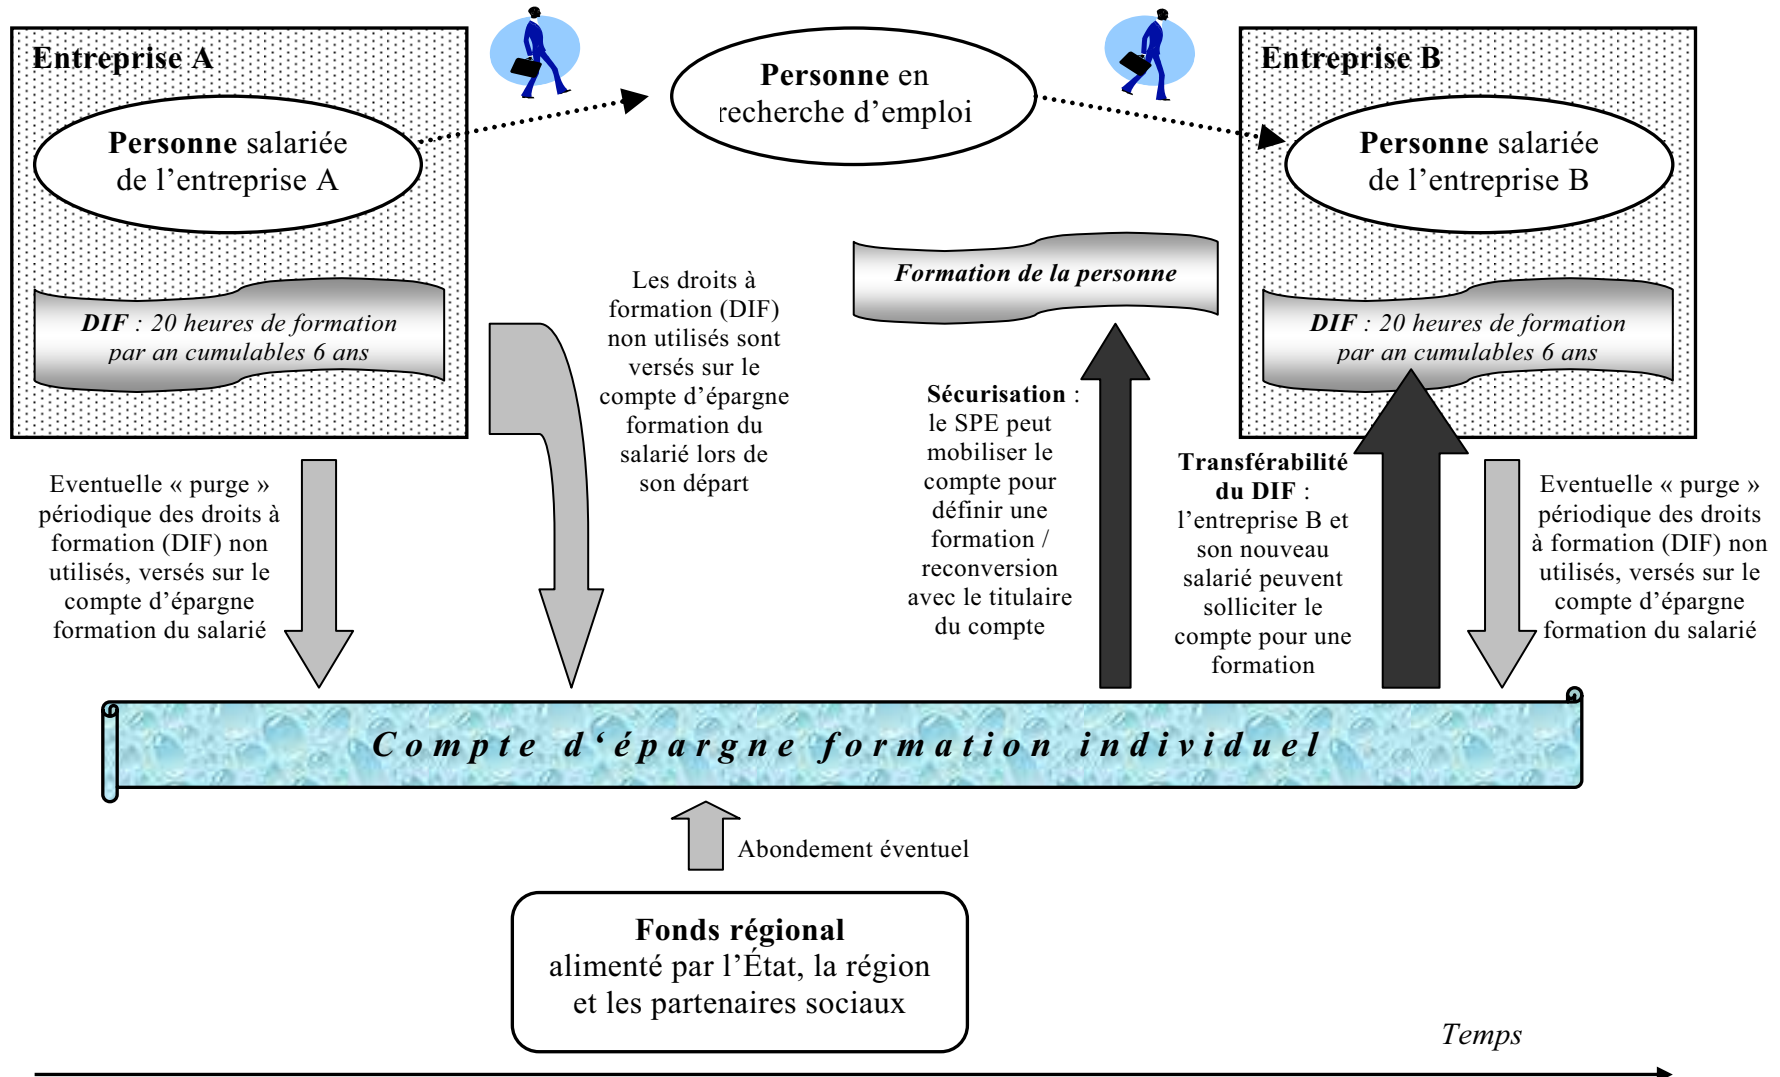 Entreprise A
Personne salariée
de l’entreprise A
DIF : 20 heures de formation
par an cumulables 6 ans
Personne en
recherche d’emploi
Entreprise B
Personne salariée
de l’entreprise B
DIF : 20 heures de formation
par an cumulables 6 ans
Les droits à
formation (DIF)
non utilisés sont
versés sur le
compte d’épargne
formation du
salarié lors de
son départ
Formation de la personne
Eventuelle « purge »
périodique des droits à
formation (DIF) non
utilisés, versés sur le
compte d’épargne
formation du salarié
Sécurisation :
le SPE peut
mobiliser le
compte pour
définir une
formation /
reconversion
avec le titulaire
du compte
Transférabilité
du DIF :
l’entreprise B et
son nouveau
salarié peuvent
solliciter le
compte pour une
formation
Eventuelle « purge »
périodique des droits
à formation (DIF) non
utilisés, versés sur le
compte d’épargne
formation du salarié
Compte d‘épargne formation individuel
Abondement éventuel
Fonds régional
alimenté par l’État, la région
et les partenaires sociaux
Temps